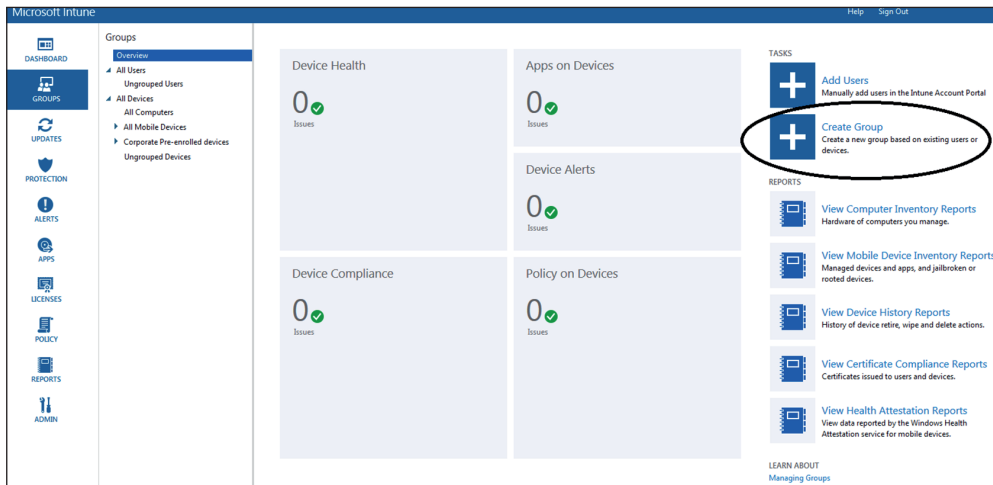 Microsoft Intune
Help Sign Out
DASHBOARD
GROUPS
UPDATES
PROTECTION
ALERTS
APPS
LICENSES
POLICY
REPORTS
ADMIN
Groups
Overview
All Users
Ungrouped Users
All Devices
All Computers
All Mobile Devices
Corporate Pre-enrolled devices
Ungrouped Devices
Device Health
0
Issues
Apps on Devices
0
Issues
Device Alerts
0
Issues
Device Compliance
0
Issues
Policy on Devices
0
Issues
TASKS
Add Users
Manually add users in the Intune Account Portal
Create Group
Create a new group based on existing users or
devices.
REPORTS
View Computer Inventory Reports
Hardware of computers you manage.
View Mobile Device Inventory Reports
Managed devices and apps, and jailbroken or
rooted devices.
View Device History Reports
History of device retire, wipe and delete actions.
View Certificate Compliance Reports
Certificates issued to users and devices.
View Health Attestation Reports
View data reported by the Windows Health
Attestation service for mobile devices.
LEARN ABOUT
Managing Groups